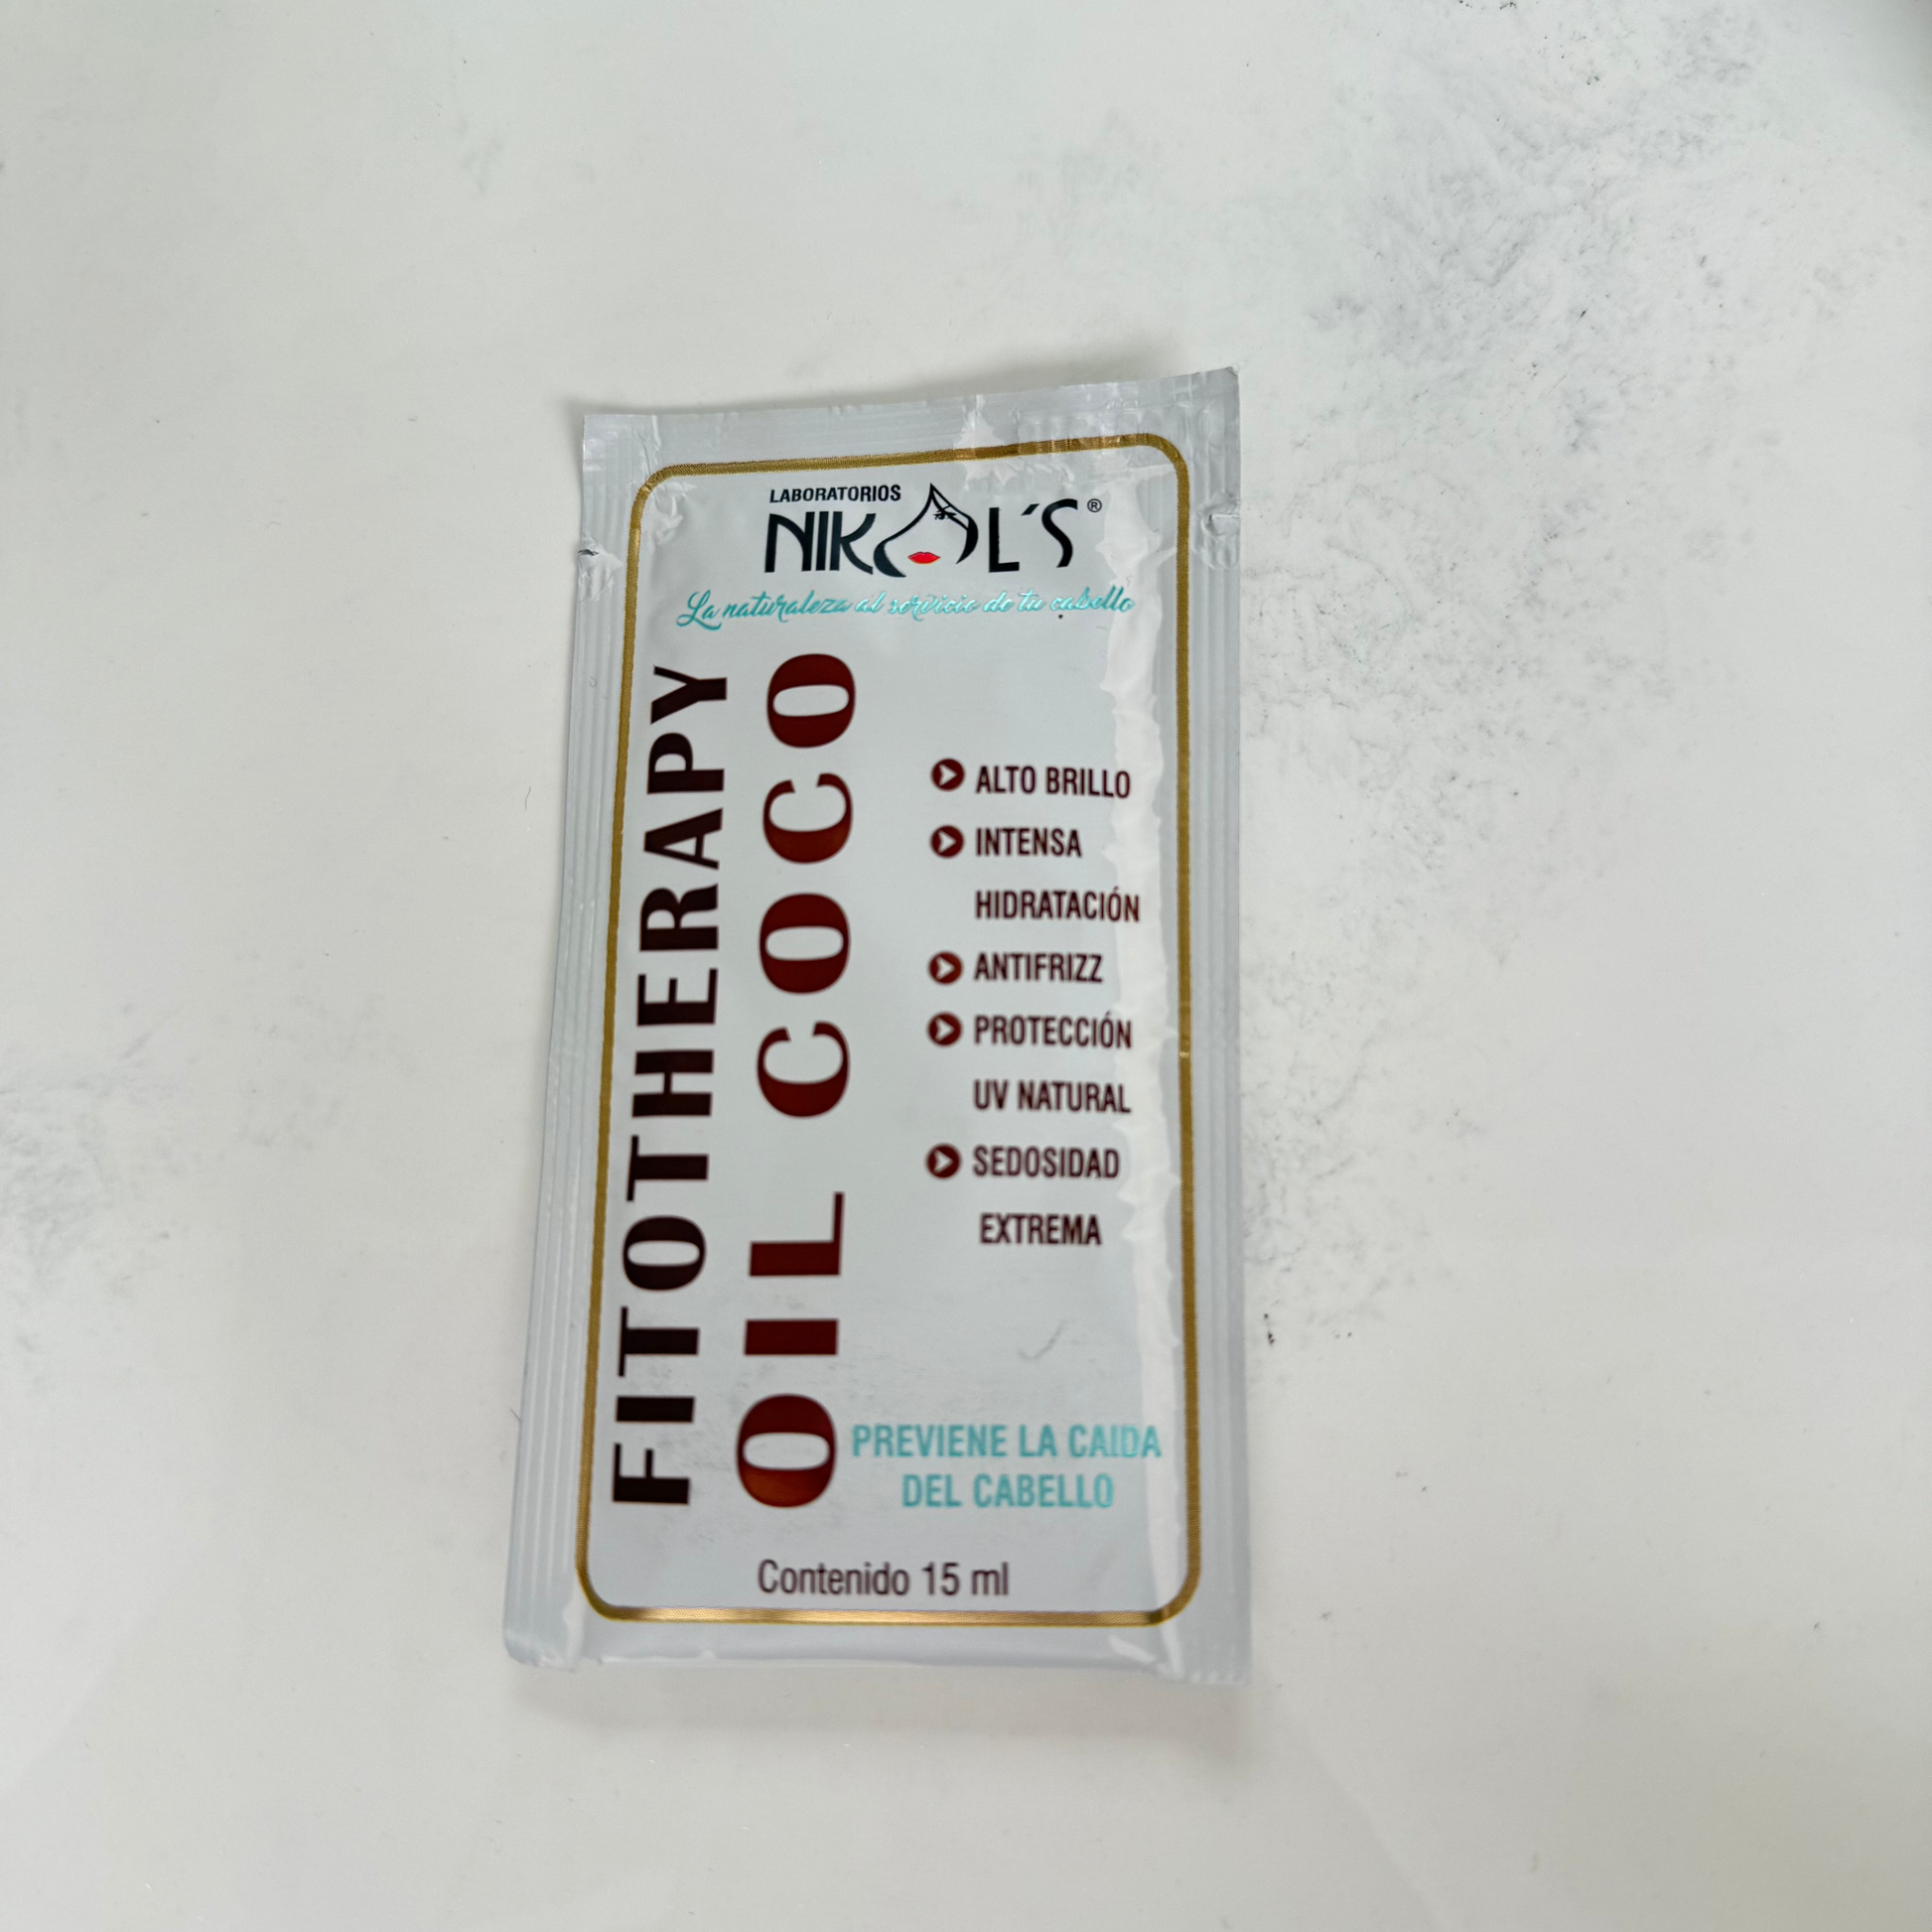 LABORATORIOS
NIKOL´S®
La naturaleza al servicio de tu cabello
FITOTHERAPY
OIL COCO
ALTO BRILLO
INTENSA
HIDRATACIÓN
ANTIFRIZZ
PROTECCIÓN
UV NATURAL
SEDOSIDAD
EXTREMA
PREVIENE LA CAIDA
DEL CABELLO
Contenido 15 ml